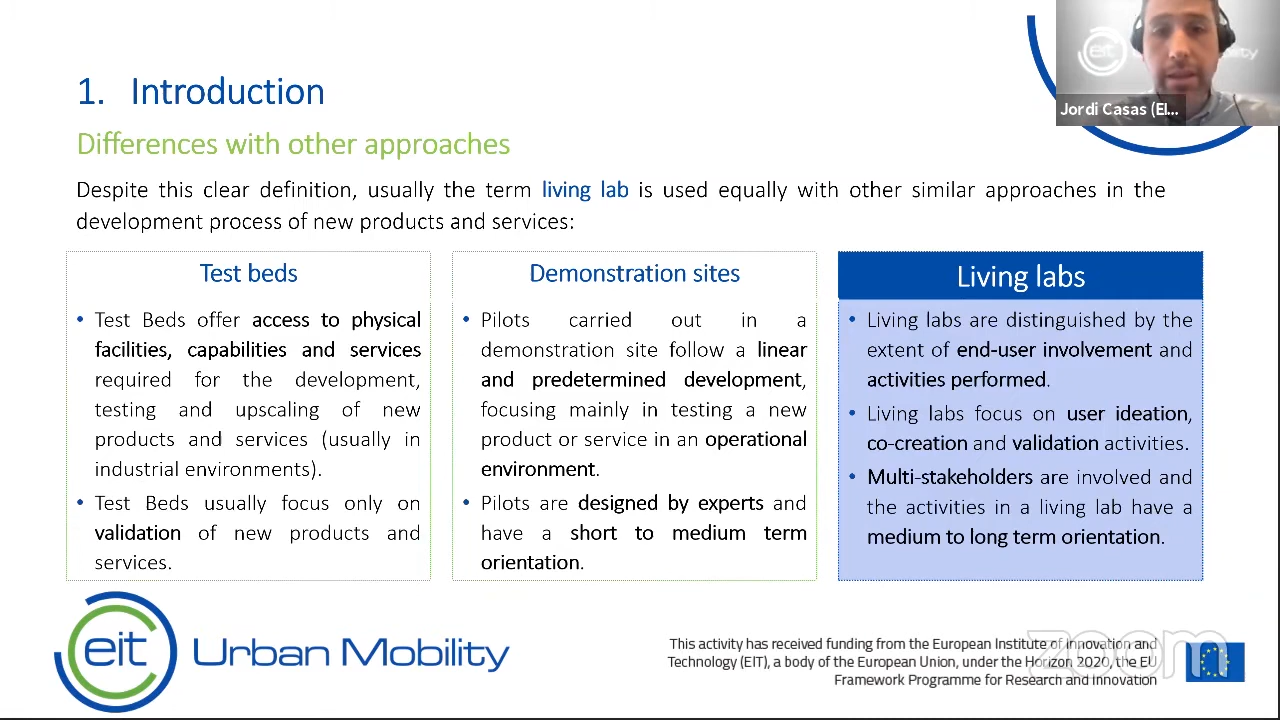 1. Introduction
Differences with other approaches
Despite this clear definition, usually the term living lab is used equally with other similar approaches in the
development process of new products and services:
Test beds
• Test Beds offer access to physical
facilities, capabilities and services
required for the development,
testing and upscaling of new
products and services (usually in
industrial environments).
• Test Beds usually focus only on
validation of new products and
services.
Demonstration sites
• Pilots carried out in a
demonstration site follow a linear
and predetermined development,
focusing mainly in testing a new
product or service in an operational
environment.
• Pilots are designed by experts and
have a short to medium term
orientation.
Living labs
• Living labs are distinguished by the
extent of end-user involvement and
activities performed.
• Living labs focus on user ideation,
co-creation and validation activities.
• Multi-stakeholders are involved and
the activities in a living lab have a
medium to long term orientation.
eit
Jordi Casas (EI...
eit Urban Mobility
This activity has received funding from the European Institute of Innovation and
Technology (EIT), a body of the European Union, under the Horizon 2020, the EU
Framework Programme for Research and Innovation
zoom